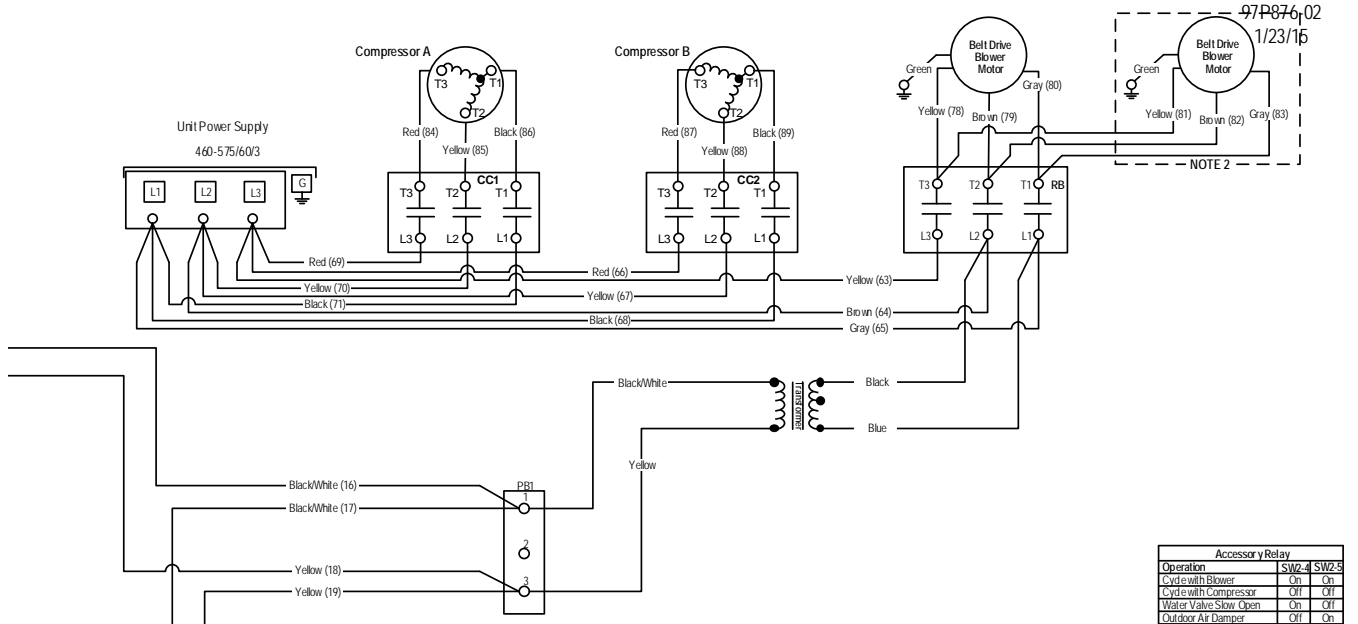 97P876-02
1/23/15
Compressor A
Compressor B
Belt Drive
Blower
Motor
Belt Drive
Blower
Motor
Green
Green
Gray (80)
T3
T1
T2
T3
T1
T2
Yellow (78)
Brown (79)
Yellow (81)
Brown (82)
Gray (83)
Unit Power Supply
460-575/60/3
Red (84)
Black (86)
Yellow (85)
Red (87)
Black (89)
Yellow (88)
NOTE 2
L1
L2
L3
G
CC1
T3
T2
T1
L3
L2
L1
CC2
T3
T2
T1
L3
L2
L1
RB
T3
T2
T1
L3
L2
L1
Red (69)
Red (66)
Yellow (63)
Yellow (70)
Yellow (67)
Black (71)
Brown (64)
Black (68)
Gray (65)
Black/White
Transformer
Black
Blue
Yellow
Black/White (16)
Black/White (17)
PB1
1
2
3
Yellow (18)
Yellow (19)
Accessory Relay
Operation SW2-4 SW2-5
Cycle with Blower On On
Cycle with Compressor Off Off
Water Valve Slow Open On Off
Outdoor Air Damper Off On